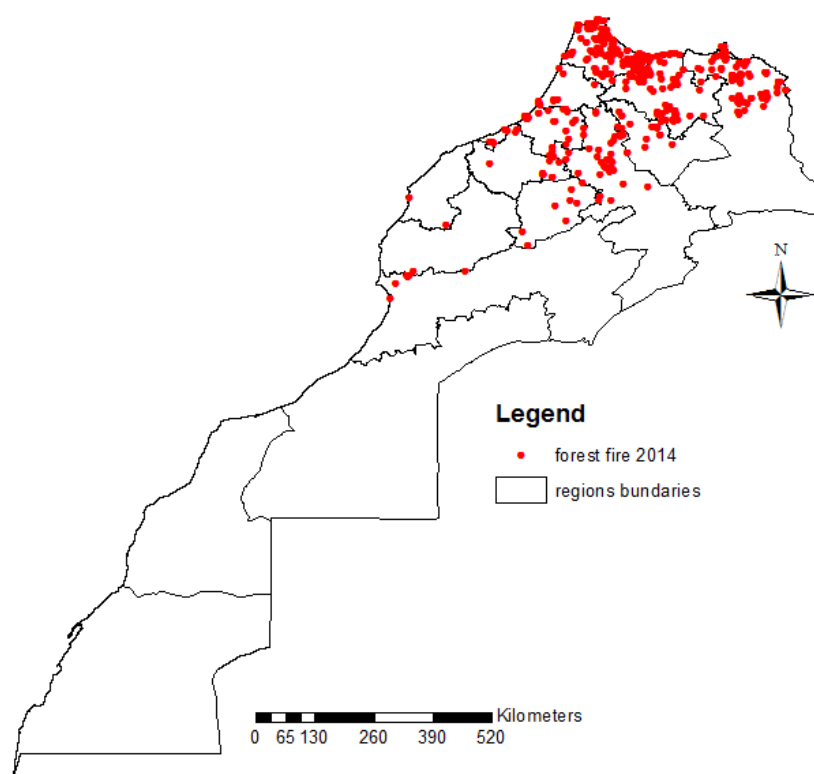 N
Legend
forest fire 2014
regions bundaries
Kilometers
0 65 130 260 390 520